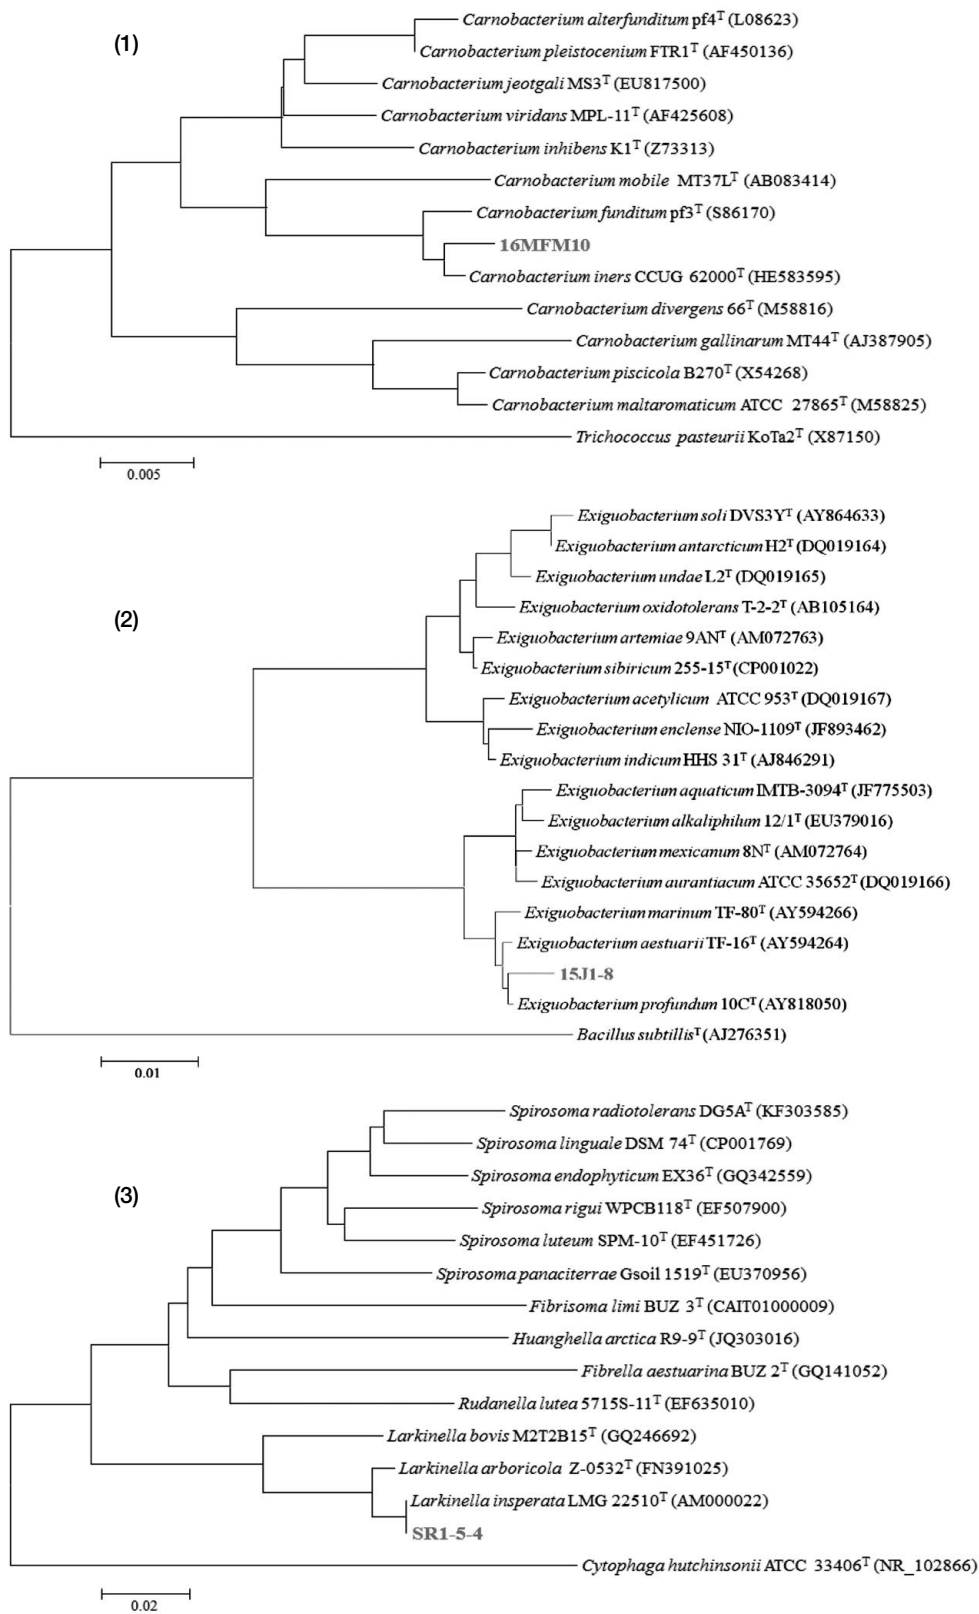 (1)
Carnobacterium alterfunditum pf4ᵀ (L08623)
Carnobacterium pleistocenium FTR1ᵀ (AF450136)
Carnobacterium jeotgali MS3ᵀ (EU817500)
Carnobacterium viridans MPL-11ᵀ (AF425608)
Carnobacterium inhibens K1ᵀ (Z73313)
Carnobacterium mobile MT37Lᵀ (AB083414)
Carnobacterium funditum pf3ᵀ (S86170)
16MFM10
Carnobacterium iners CCUG 62000ᵀ (HE583595)
Carnobacterium divergens 66ᵀ (M58816)
Carnobacterium gallinarum MT44ᵀ (AJ387905)
Carnobacterium piscicola B270ᵀ (X54268)
Carnobacterium maltaromaticum ATCC 27865ᵀ (M58825)
Trichococcus pasteurii KoTa2ᵀ (X87150)
0.005
(2)
Exiguobacterium soli DVS3Yᵀ (AY864633)
Exiguobacterium antarcticum H2ᵀ (DQ019164)
Exiguobacterium undae L2ᵀ (DQ019165)
Exiguobacterium oxidotolerans T-2-2ᵀ (AB105164)
Exiguobacterium artemiae 9ANᵀ (AM072763)
Exiguobacterium sibiricum 255-15ᵀ (CP001022)
Exiguobacterium acetylicum ATCC 953ᵀ (DQ019167)
Exiguobacterium enclense NIO-1109ᵀ (JF893462)
Exiguobacterium indicum HHS 31ᵀ (AJ846291)
Exiguobacterium aquaticum IMTB-3094ᵀ (JF775503)
Exiguobacterium alkaliphilum 12/1ᵀ (EU379016)
Exiguobacterium mexicanum 8Nᵀ (AM072764)
Exiguobacterium aurantiacum ATCC 35652ᵀ (DQ019166)
Exiguobacterium marinum TF-80ᵀ (AY594266)
Exiguobacterium aestuarii TF-16ᵀ (AY594264)
15J1-8
Exiguobacterium profundum 10Cᵀ (AY818050)
Bacillus subtillisᵀ (AJ276351)
0.01
(3)
Spirosoma radiotolerans DG5Aᵀ (KF303585)
Spirosoma linguale DSM 74ᵀ (CP001769)
Spirosoma endophyticum EX36ᵀ (GQ342559)
Spirosoma rigui WPCB118ᵀ (EF507900)
Spirosoma luteum SPM-10ᵀ (EF451726)
Spirosoma panaciterrae Gsoil 1519ᵀ (EU370956)
Fibrisoma limi BUZ 3ᵀ (CAIT01000009)
Huanghella arctica R9-9ᵀ (JQ303016)
Fibrella aestuarina BUZ 2ᵀ (GQ141052)
Rudanella lutea 5715S-11ᵀ (EF635010)
Larkinella bovis M2T2B15ᵀ (GQ246692)
Larkinella arboricola Z-0532ᵀ (FN391025)
Larkinella insperata LMG 22510ᵀ (AM000022)
SR1-5-4
Cytophaga hutchinsonii ATCC 33406ᵀ (NR_102866)
0.02